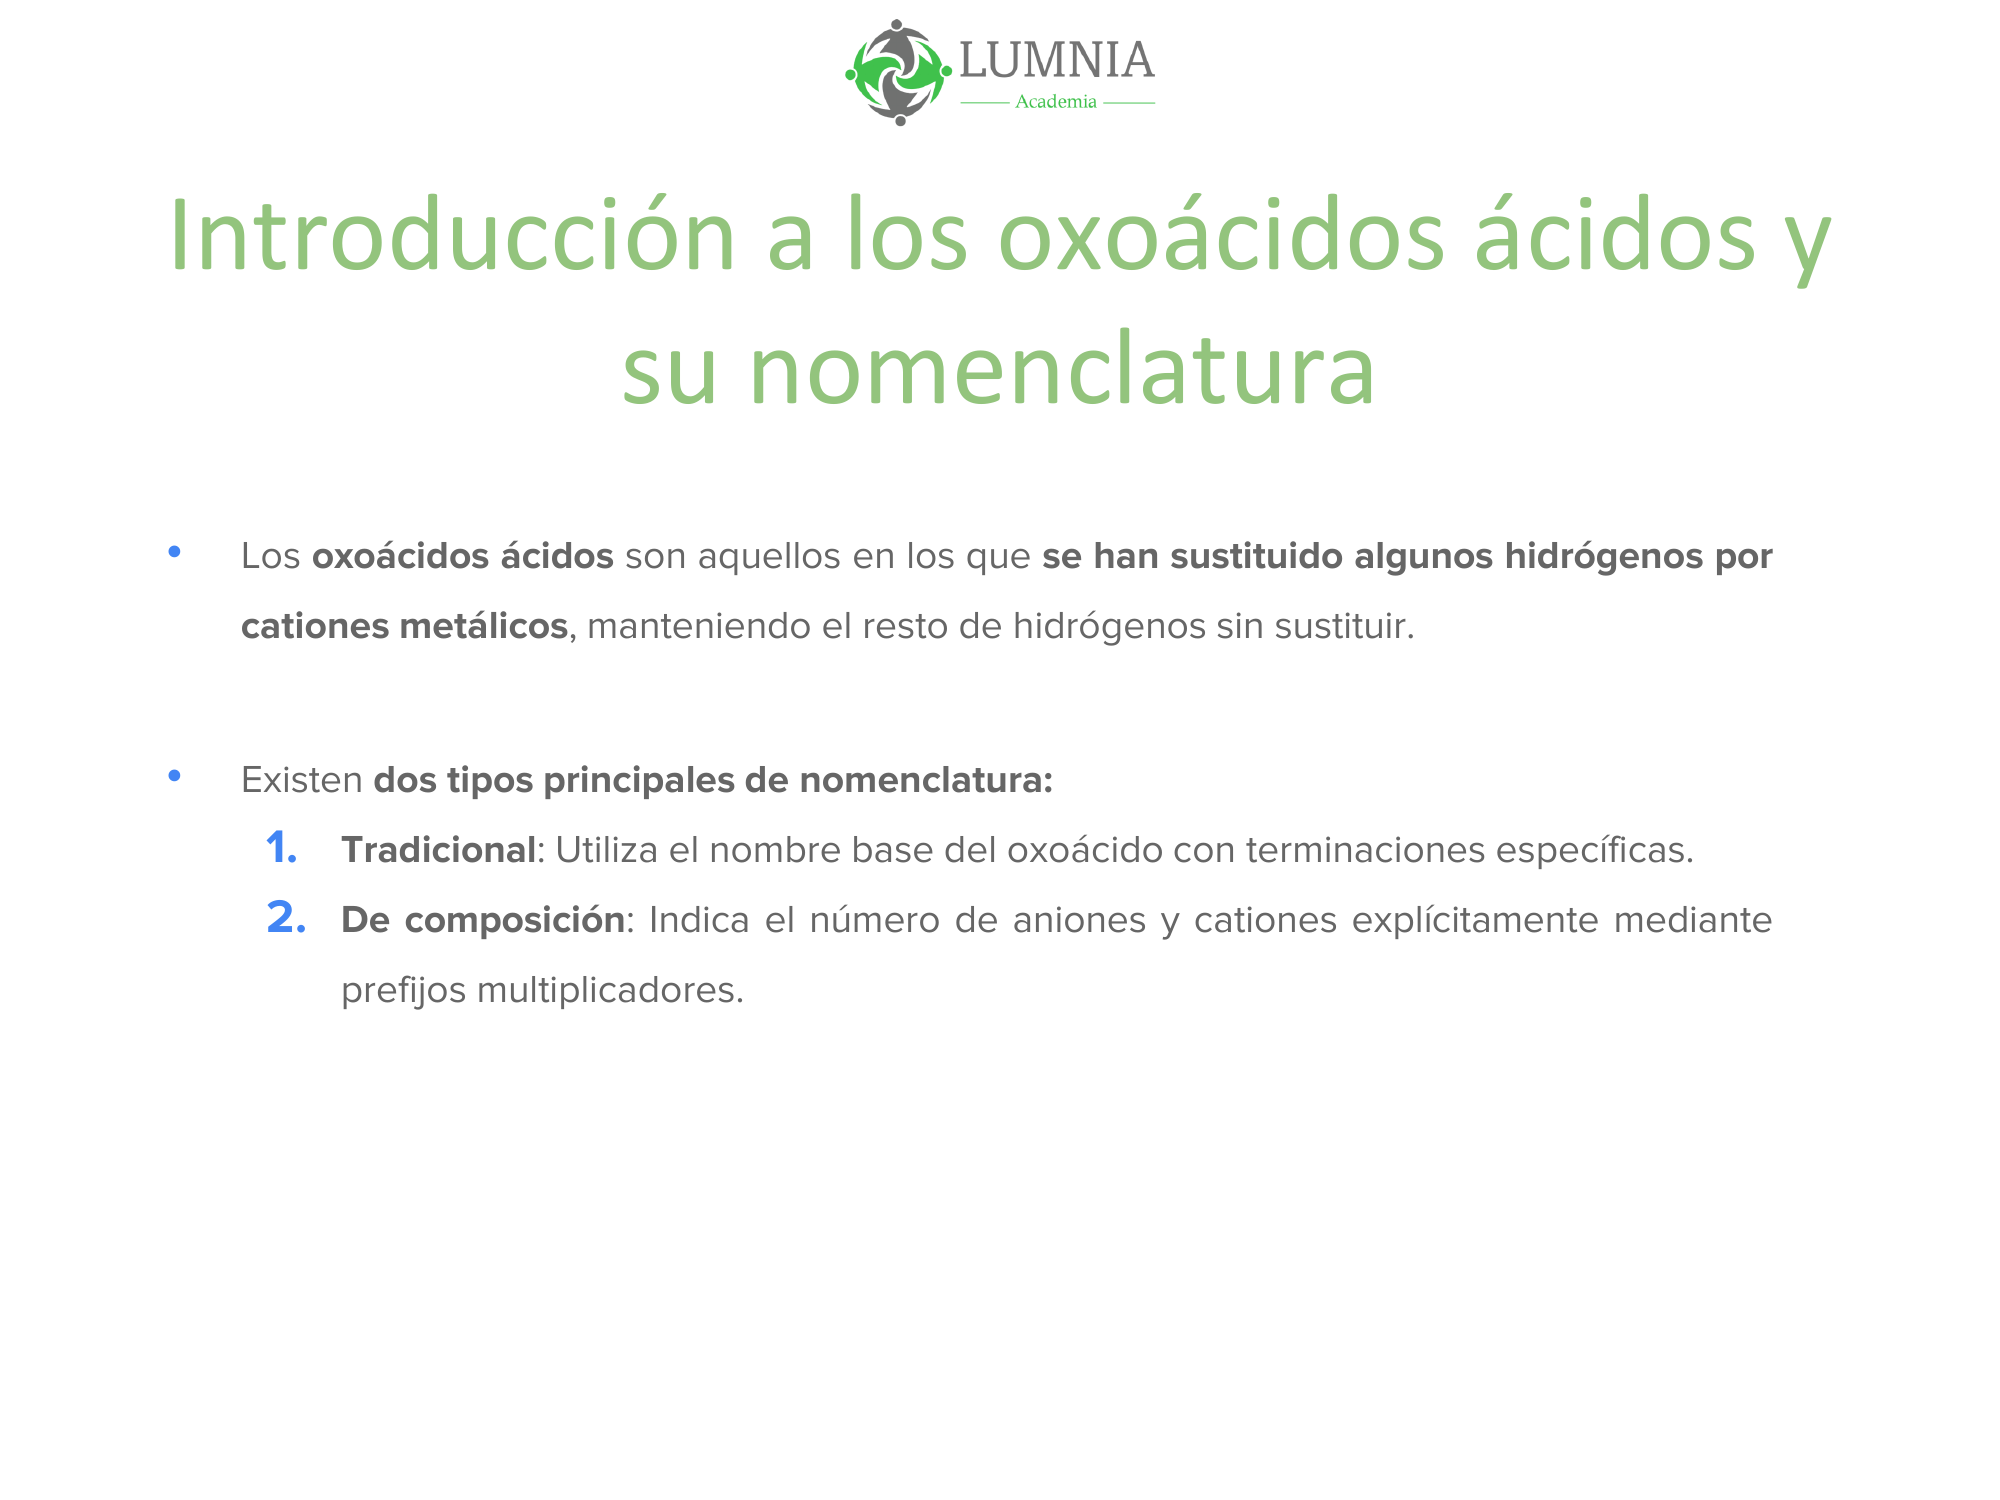 LUMNIA
Academia
Introducción a los oxoácidos ácidos y
su nomenclatura
• Los oxoácidos ácidos son aquellos en los que se han sustituido algunos hidrógenos por
cationes metálicos, manteniendo el resto de hidrógenos sin sustituir.
• Existen dos tipos principales de nomenclatura:
1. Tradicional: Utiliza el nombre base del oxoácido con terminaciones específicas.
2. De composición: Indica el número de aniones y cationes explícitamente mediante
prefijos multiplicadores.